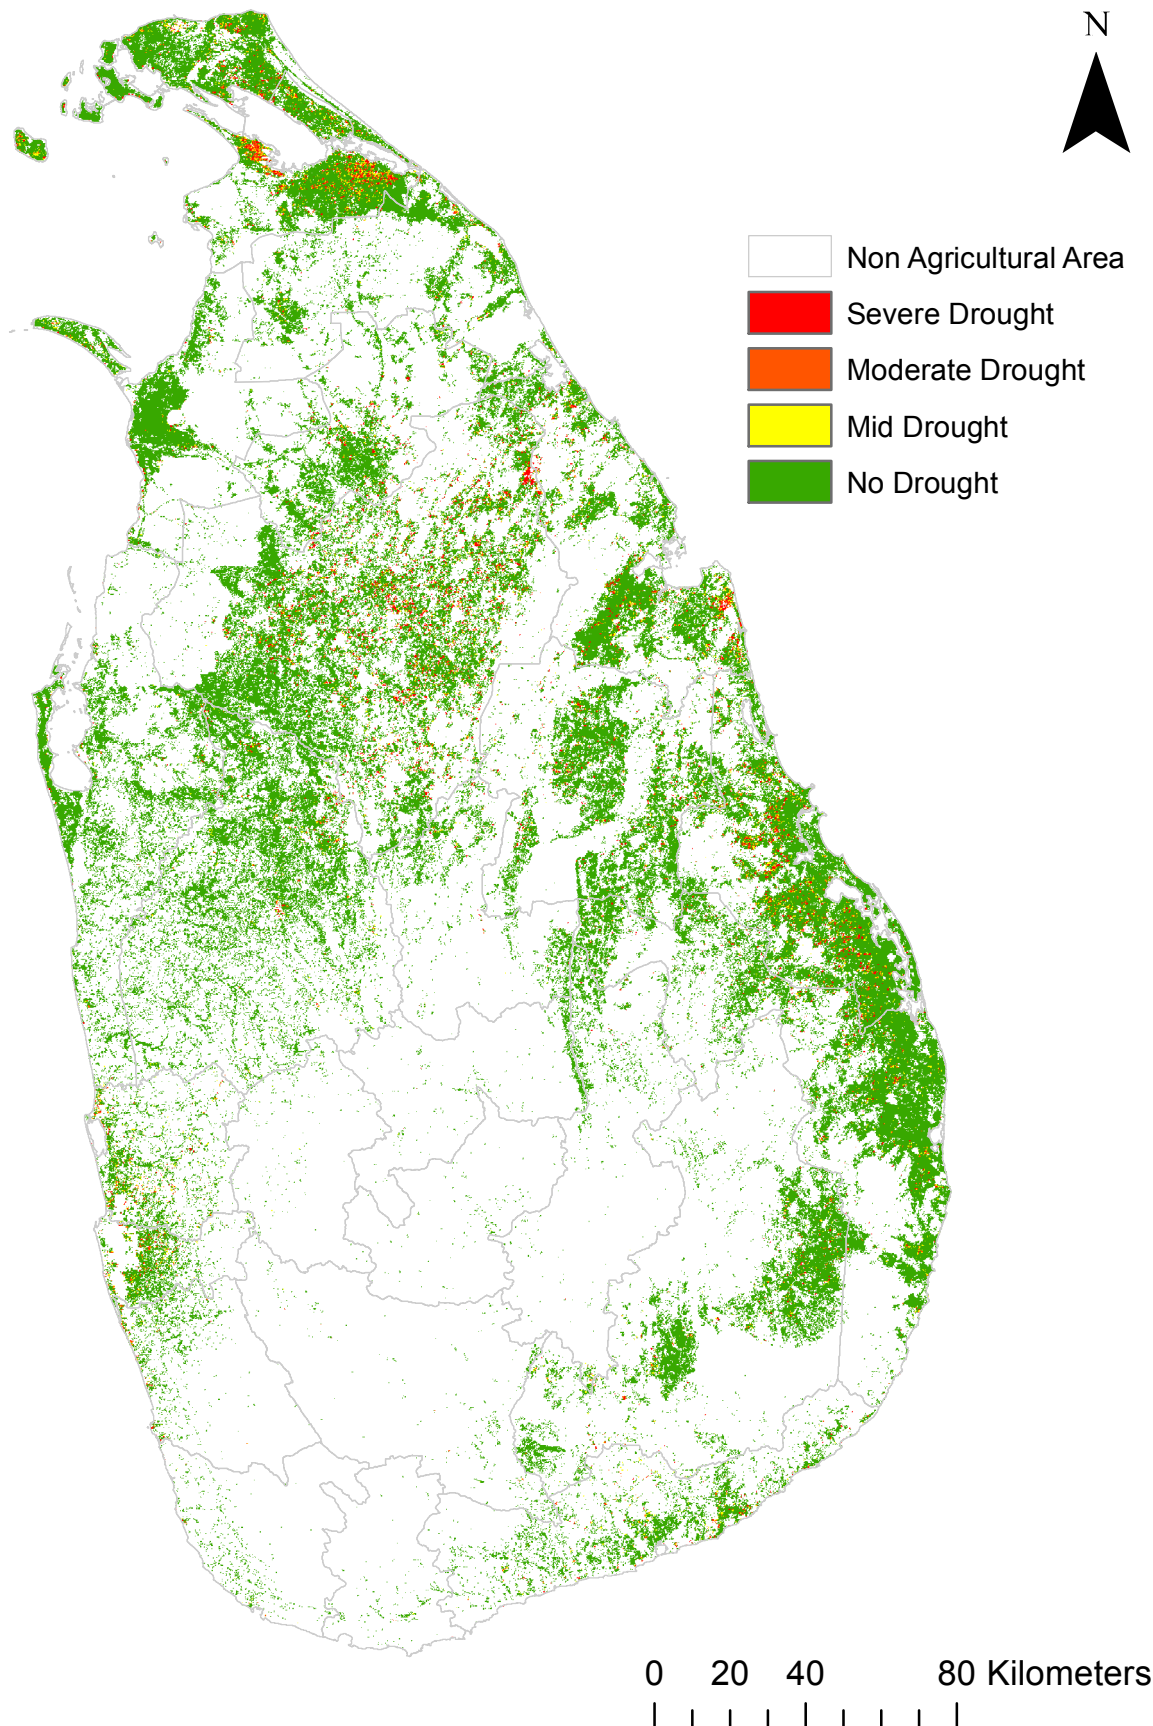 N
Non Agricultural Area
Severe Drought
Moderate Drought
Mid Drought
No Drought
0 20 40 80 Kilometers